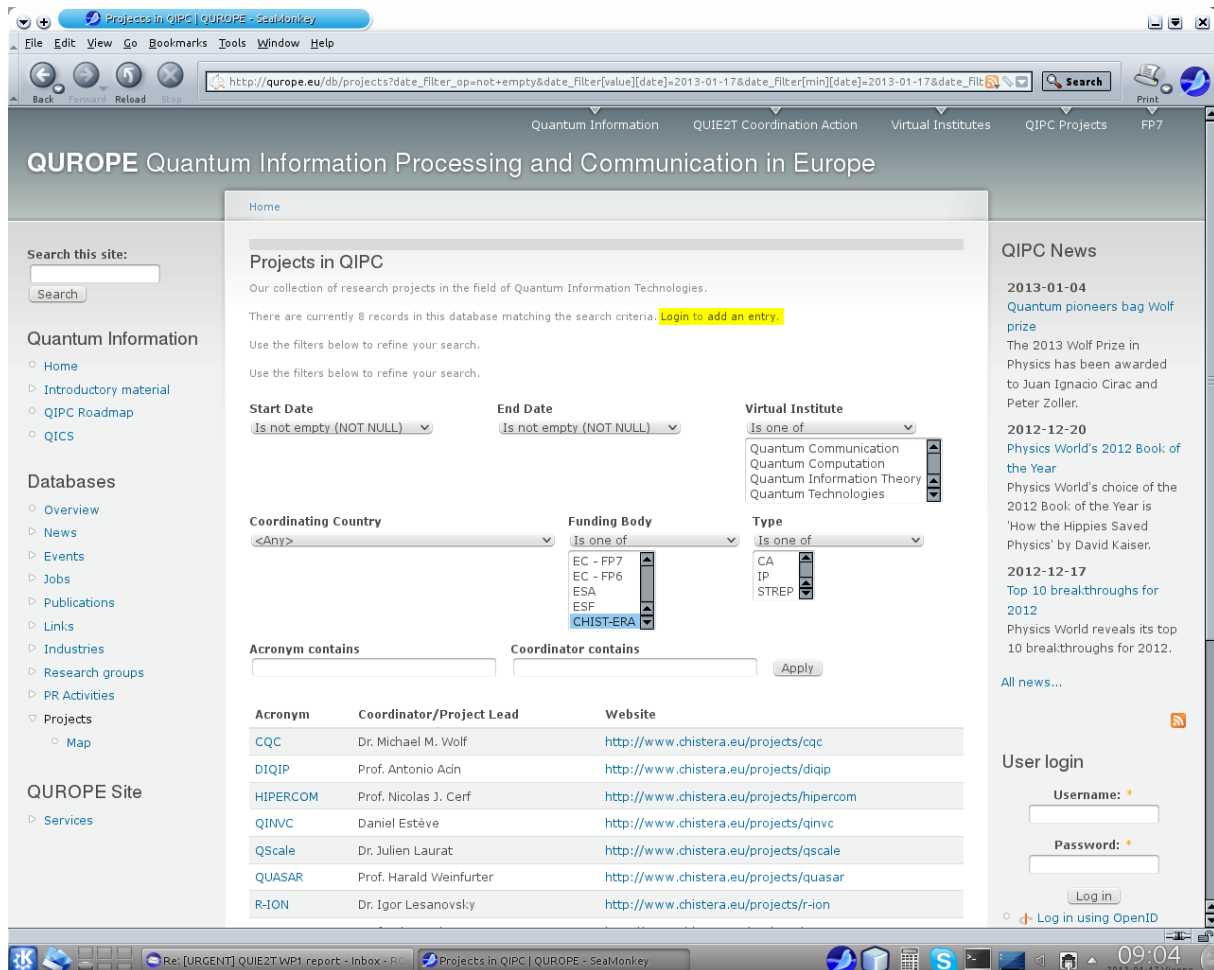 Projects in QIPC | QUROPE - SeaMonkey
File Edit View Go Bookmarks Tools Window Help
Back Forward Reload Stop
http://qurope.eu/db/projects?date_filter_op=not+empty&date_filter[value][date]=2013-01-17&date_filter[min][date]=2013-01-17&date_filt
Search
Print
Quantum Information QUIE2T Coordination Action Virtual Institutes QIPC Projects FP7
QUROPE Quantum Information Processing and Communication in Europe
Home
Search this site:
Search
Quantum Information
Home
Introductory material
QIPC Roadmap
QICS
Databases
Overview
News
Events
Jobs
Publications
Links
Industries
Research groups
PR Activities
Projects
Map
QUROPE Site
Services
Projects in QIPC
Our collection of research projects in the field of Quantum Information Technologies.
There are currently 8 records in this database matching the search criteria. Login to add an entry.
Use the filters below to refine your search.
Use the filters below to refine your search.
Start Date End Date Virtual Institute
Is not empty (NOT NULL) Is not empty (NOT NULL) Is one of
Quantum Communication
Quantum Computation
Quantum Information Theory
Quantum Technologies
Coordinating Country Funding Body Type
<Any> Is one of Is one of
EC - FP7 CA
EC - FP6 IP
ESA STREP
ESF
CHIST-ERA
Acronym contains Coordinator contains
Apply
Acronym Coordinator/Project Lead Website
CQC Dr. Michael M. Wolf http://www.chistera.eu/projects/cqc
DIQIP Prof. Antonio Acín http://www.chistera.eu/projects/diqip
HIPERCOM Prof. Nicolas J. Cerf http://www.chistera.eu/projects/hipercom
QINVC Daniel Estève http://www.chistera.eu/projects/qinvc
QScale Dr. Julien Laurat http://www.chistera.eu/projects/qscale
QUASAR Prof. Harald Weinfurter http://www.chistera.eu/projects/quasar
R-ION Dr. Igor Lesanovsky http://www.chistera.eu/projects/r-ion
QIPC News
2013-01-04
Quantum pioneers bag Wolf
prize
The 2013 Wolf Prize in
Physics has been awarded
to Juan Ignacio Cirac and
Peter Zoller.
2012-12-20
Physics World's 2012 Book of
the Year
Physics World's choice of the
2012 Book of the Year is
'How the Hippies Saved
Physics' by David Kaiser.
2012-12-17
Top 10 breakthroughs for
2012
Physics World reveals its top
10 breakthroughs for 2012.
All news...
User login
Username: *
Password: *
Log in
Log in using OpenID
Re: [URGENT] QUIE2T WP1 report - Inbox - RC
Projects in QIPC | QUROPE - SeaMonkey
09:04